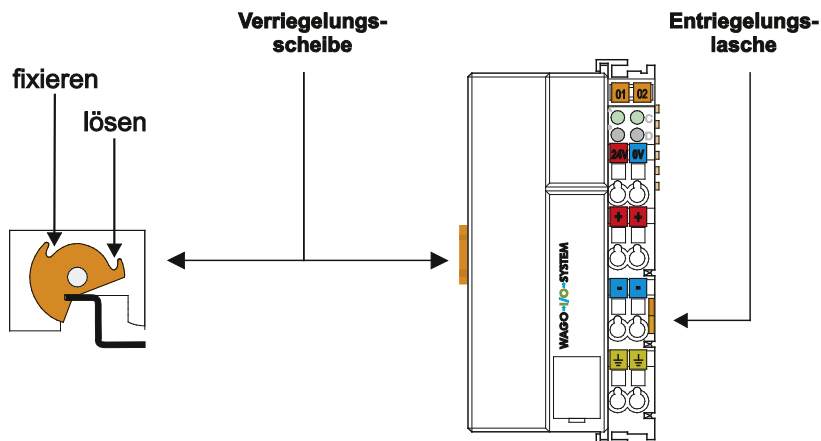 Verriegelungs-
scheibe
Entriegelungs-
lasche
fixieren
lösen
01 02
C
D
24V 0V
+ +
- -
WAGO-I/O-SYSTEM